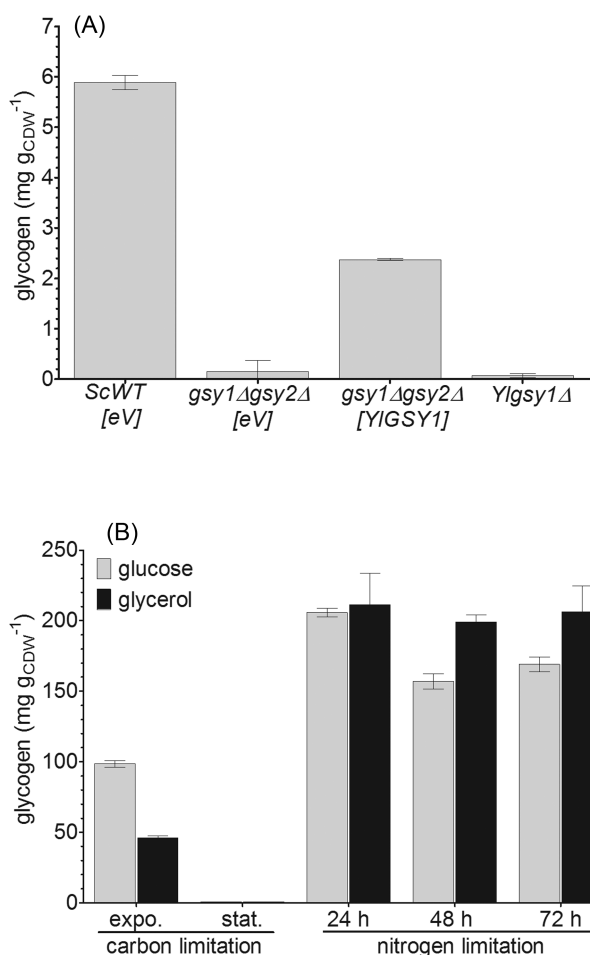 (A)
glycogen (mg gCDW-1)
7
6
5
4
3
2
1
0
ScWT gsy1Δgsy2Δ gsy1Δgsy2Δ Ylgsy1Δ
[eV] [eV] [YlGSY1]
(B)
glycogen (mg gCDW-1)
250
200
150
100
50
0
glucose
glycerol
expo. stat. 24 h 48 h 72 h
carbon limitation nitrogen limitation